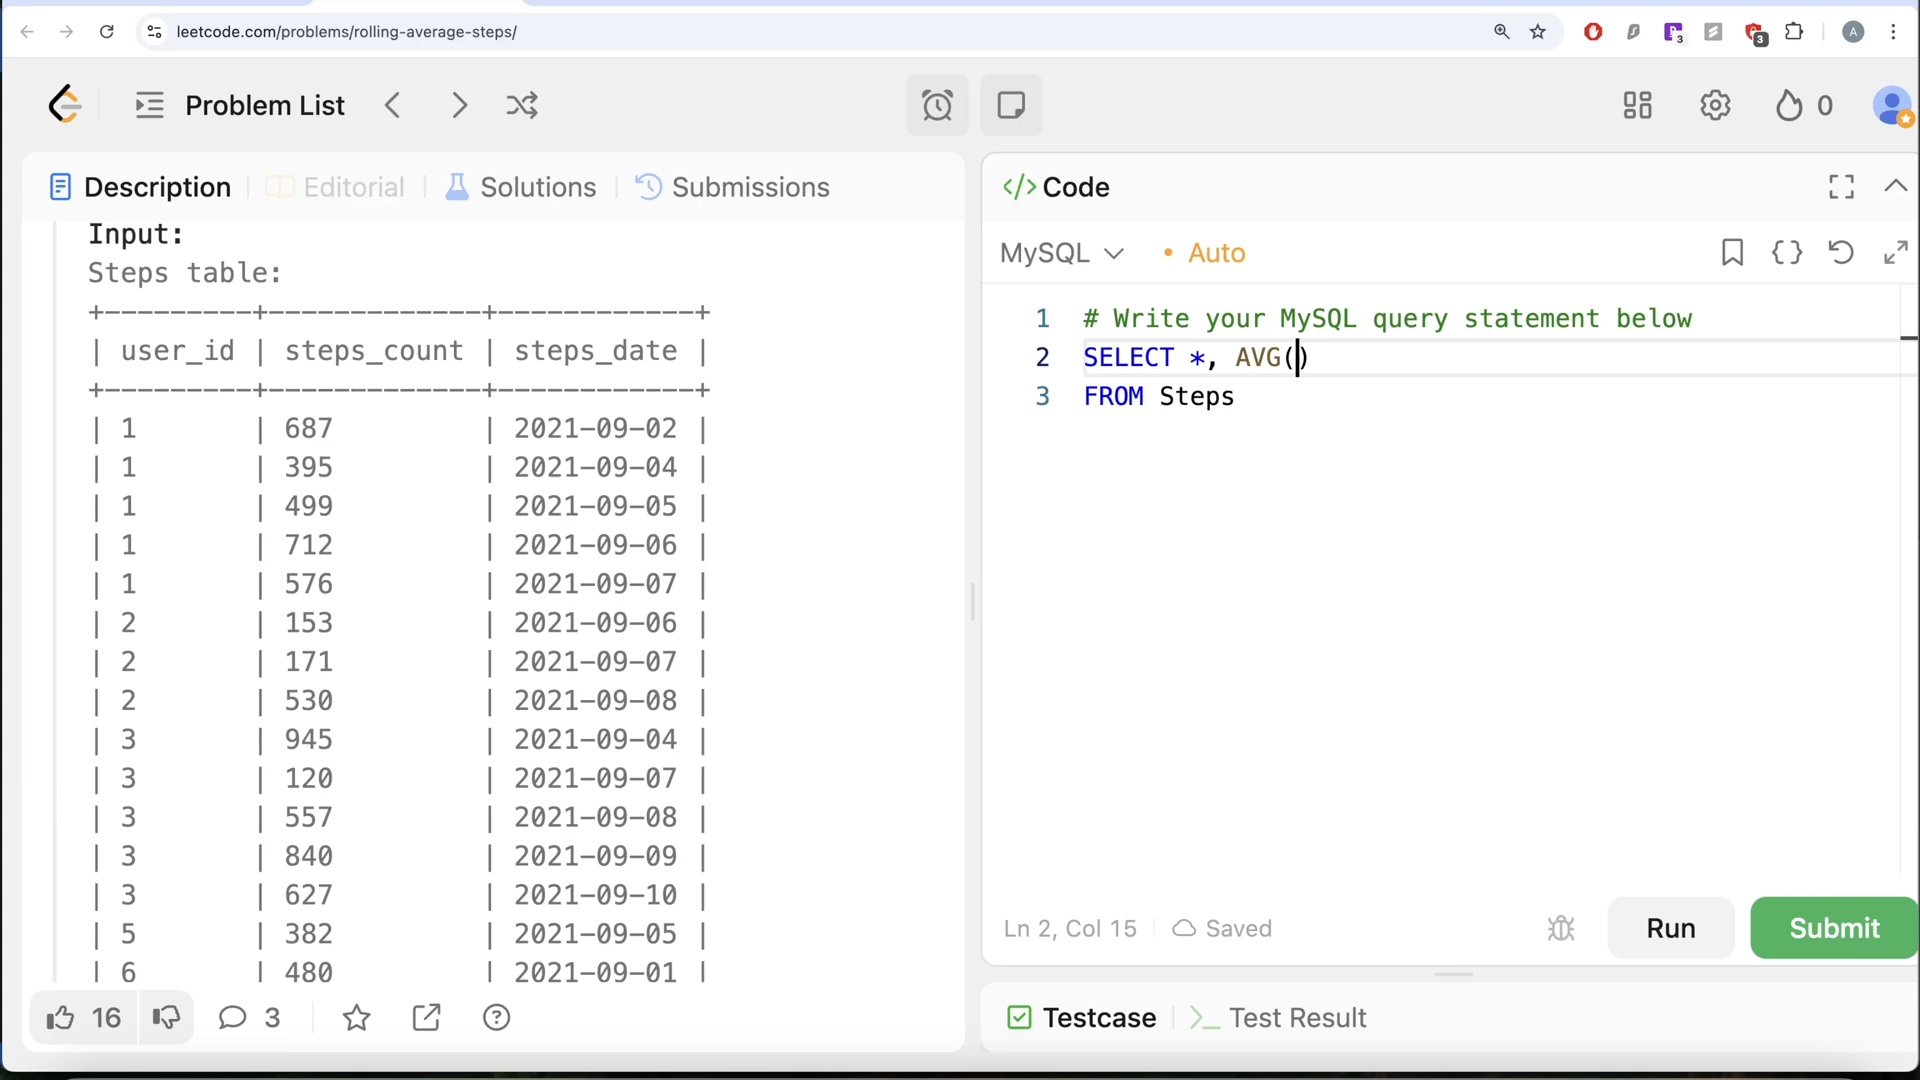 leetcode.com/problems/rolling-average-steps/
3
3
A
Problem List
0
Description | Editorial | Solutions | Submissions
Input:
Steps table:
+---------+-------------+------------+
| user_id | steps_count | steps_date |
+---------+-------------+------------+
| 1 | 687 | 2021-09-02 |
| 1 | 395 | 2021-09-04 |
| 1 | 499 | 2021-09-05 |
| 1 | 712 | 2021-09-06 |
| 1 | 576 | 2021-09-07 |
| 2 | 153 | 2021-09-06 |
| 2 | 171 | 2021-09-07 |
| 2 | 530 | 2021-09-08 |
| 3 | 945 | 2021-09-04 |
| 3 | 120 | 2021-09-07 |
| 3 | 557 | 2021-09-08 |
| 3 | 840 | 2021-09-09 |
| 3 | 627 | 2021-09-10 |
| 5 | 382 | 2021-09-05 |
| 6 | 480 | 2021-09-01 |
16
3
</> Code
MySQL • Auto
1 # Write your MySQL query statement below
2 SELECT *, AVG()
3 FROM Steps
Ln 2, Col 15 Saved
Run
Submit
Testcase | >_ Test Result